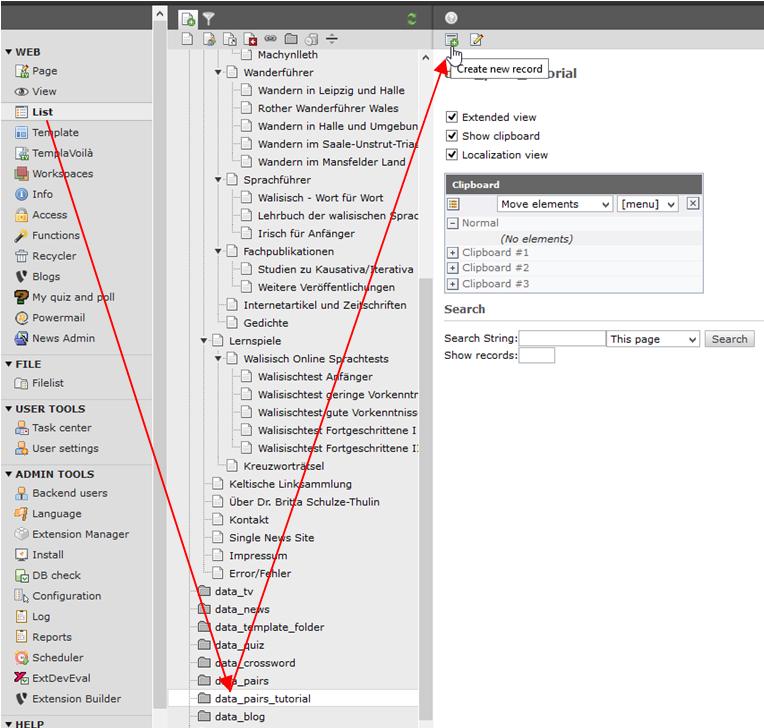 WEB
Page
View
List
Template
TemplaVoilà
Workspaces
Info
Access
Functions
Recycler
Blogs
My quiz and poll
Powermail
News Admin
FILE
Filelist
USER TOOLS
Task center
User settings
ADMIN TOOLS
Backend users
Language
Extension Manager
Install
DB check
Configuration
Log
Reports
Scheduler
ExtDevEval
Extension Builder
HELP
Machynlleth
Wanderführer
Wandern in Leipzig und Halle
Rother Wanderführer Wales
Wandern in Halle und Umgebun
Wandern im Saale-Unstrut-Trias
Wandern im Mansfelder Land
Sprachführer
Walisisch - Wort für Wort
Lehrbuch der walisischen Sprac
Irisch für Anfänger
Fachpublikationen
Studien zu Kausativa/Iterativa
Weitere Veröffentlichungen
Internetartikel und Zeitschriften
Gedichte
Lernspiele
Walisisch Online Sprachtests
Walisischtest Anfänger
Walisischtest geringe Vorkenntn
Walisischtest gute Vorkenntniss
Walisischtest Fortgeschrittene I
Walisischtest Fortgeschrittene II
Kreuzworträtsel
Keltische Linksammlung
Über Dr. Britta Schulze-Thulin
Kontakt
Single News Site
Impressum
Error/Fehler
data_tv
data_news
data_template_folder
data_quiz
data_crossword
data_pairs
data_pairs_tutorial
data_blog
Create new record
torial
Extended view
Show clipboard
Localization view
Clipboard
Move elements [menu]
Normal
(No elements)
Clipboard #1
Clipboard #2
Clipboard #3
Search
Search String: This page Search
Show records: